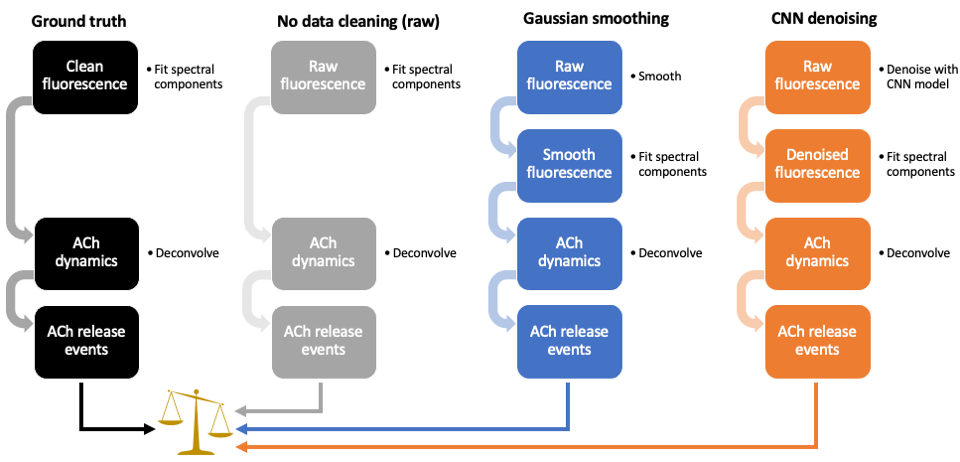 Ground truth
No data cleaning (raw)
Gaussian smoothing
CNN denoising
Clean
fluorescence
• Fit spectral
components
ACh
dynamics
• Deconvolve
ACh release
events
Raw
fluorescence
• Fit spectral
components
ACh
dynamics
• Deconvolve
ACh release
events
Raw
fluorescence
• Smooth
Smooth
fluorescence
• Fit spectral
components
ACh
dynamics
• Deconvolve
ACh release
events
Raw
fluorescence
• Denoise with
CNN model
Denoised
fluorescence
• Fit spectral
components
ACh
dynamics
• Deconvolve
ACh release
events